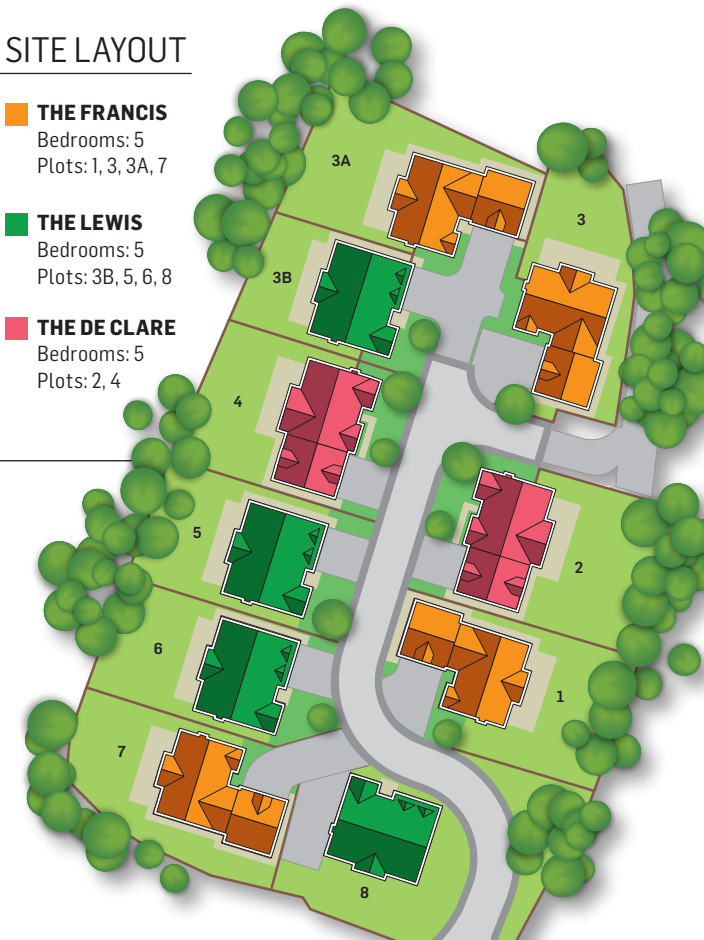 SITE LAYOUT
THE FRANCIS
Bedrooms: 5
Plots: 1, 3, 3A, 7
THE LEWIS
Bedrooms: 5
Plots: 3B, 5, 6, 8
THE DE CLARE
Bedrooms: 5
Plots: 2, 4
3A
3
3B
4
5
2
6
1
7
8